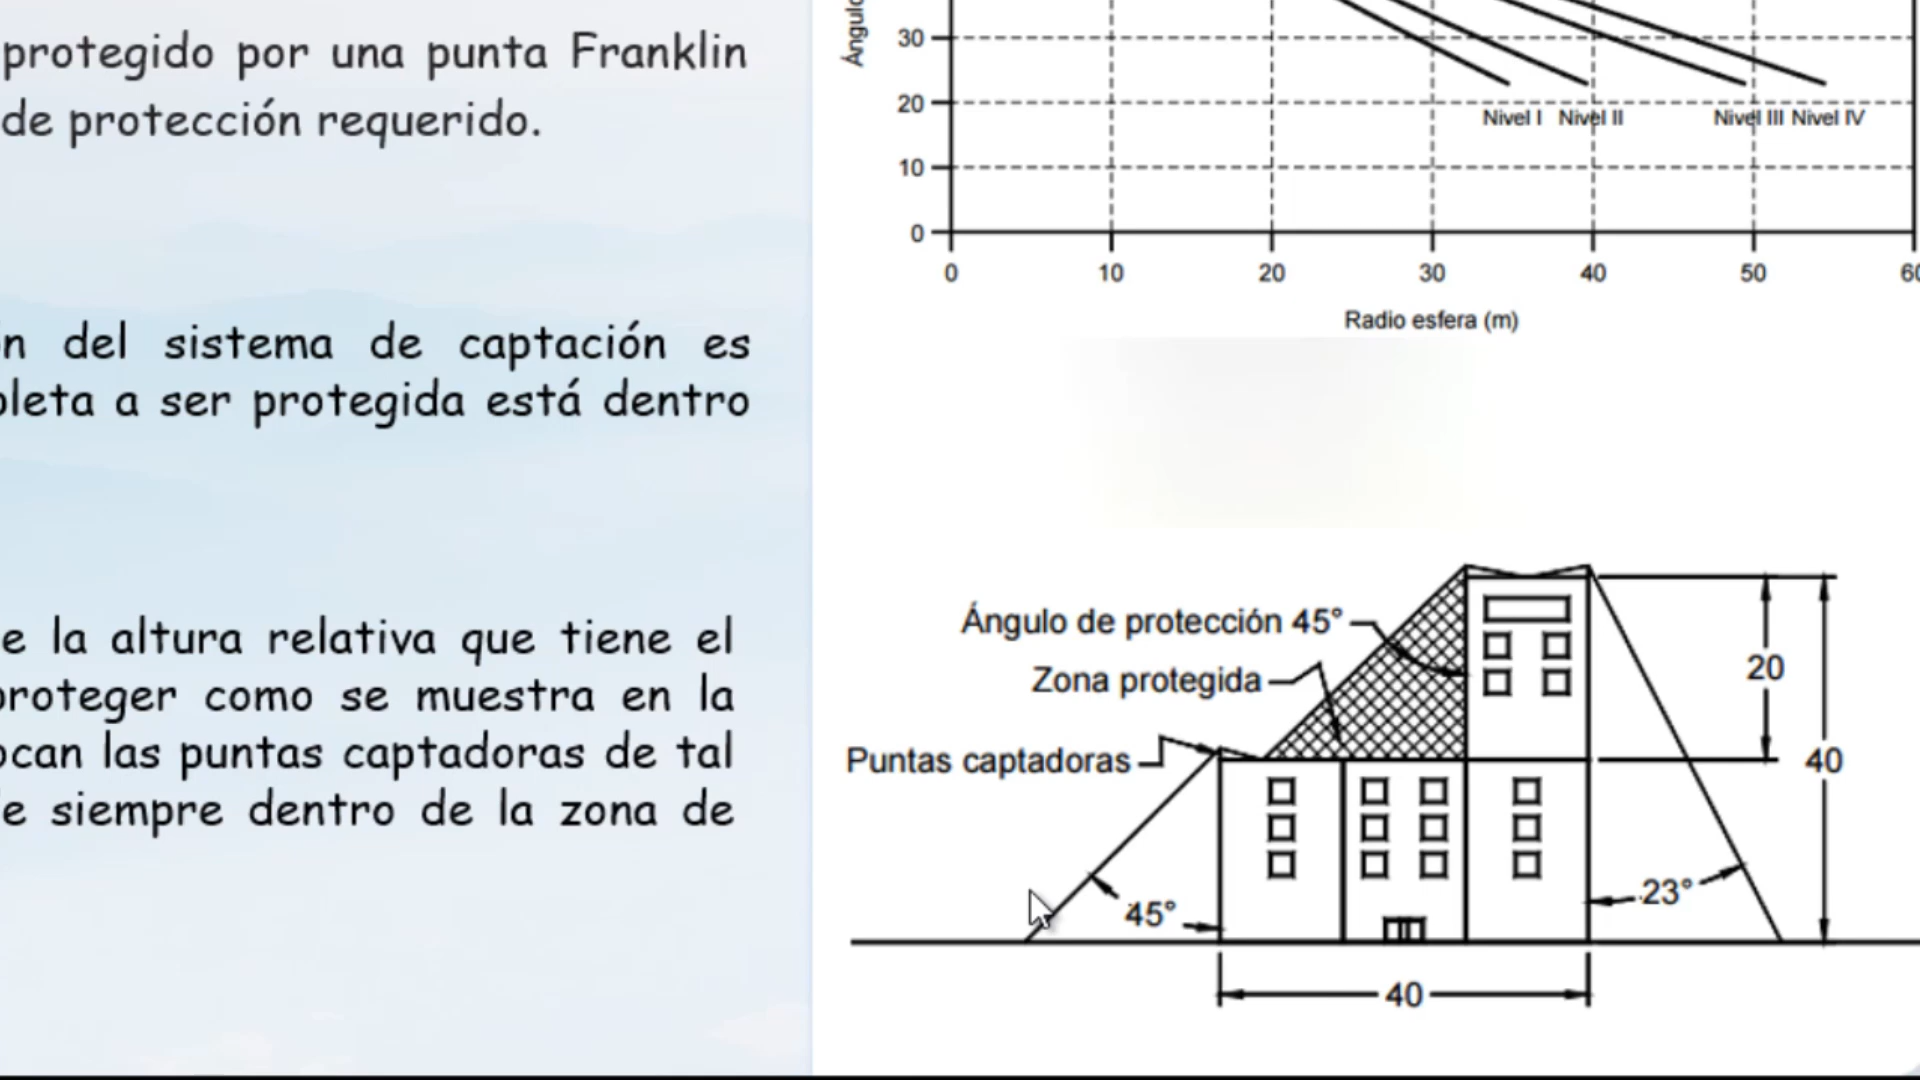 protegido por una punta Franklin
de protección requerido.
n del sistema de captación es
pleta a ser protegida está dentro
e la altura relativa que tiene el
proteger como se muestra en la
ocan las puntas captadoras de tal
e siempre dentro de la zona de
Ángulo
30
20
10
0
Nivel I Nivel II Nivel III Nivel IV
0 10 20 30 40 50 60
Radio esfera (m)
Ángulo de protección 45°
Zona protegida
Puntas captadoras
20
40
45°
23°
40